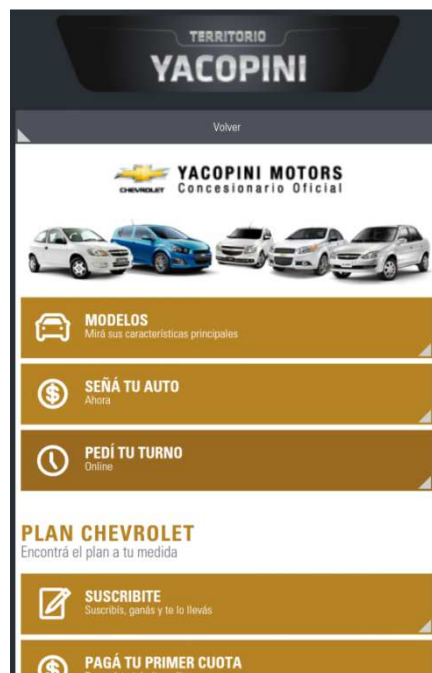 TERRITORIO
YACOPINI
Volver
CHEVROLET
YACOPINI MOTORS
Concesionario Oficial
MODELOS
Mirá sus características principales
SEÑÁ TU AUTO
Ahora
PEDÍ TU TURNO
Online
PLAN CHEVROLET
Encontrá el plan a tu medida
SUSCRIBITE
Suscribís, ganás y te lo llevás
PAGÁ TU PRIMER CUOTA